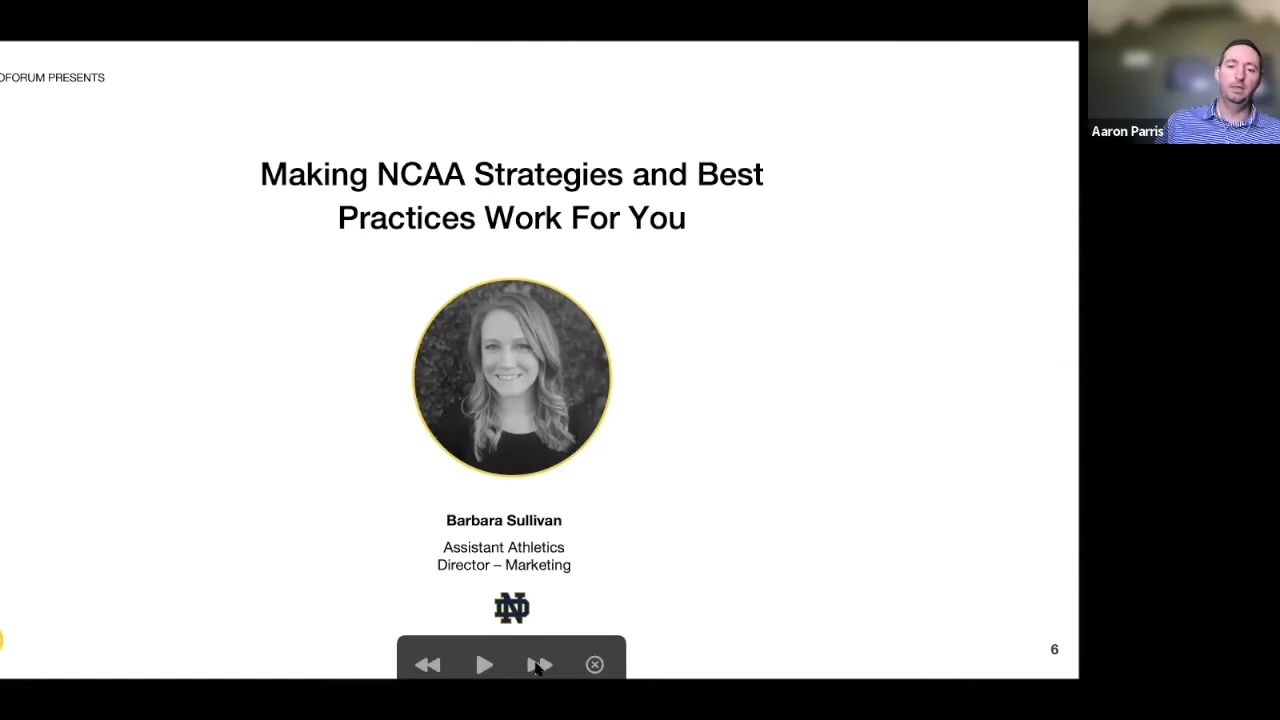 OFORUM PRESENTS
Making NCAA Strategies and Best
Practices Work For You
Barbara Sullivan
Assistant Athletics
Director – Marketing
ND
6
Aaron Parris